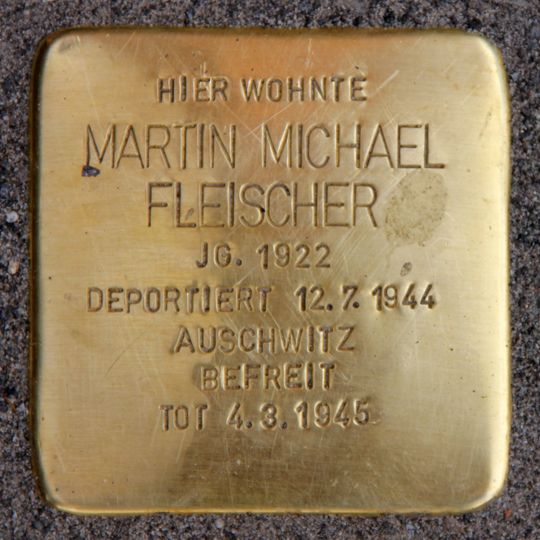 HIER WOHNTE
MARTIN MICHAEL
FLEISCHER
JG. 1922
DEPORTIERT 12.7.1944
AUSCHWITZ
BEFREIT
TOT 4.3.1945